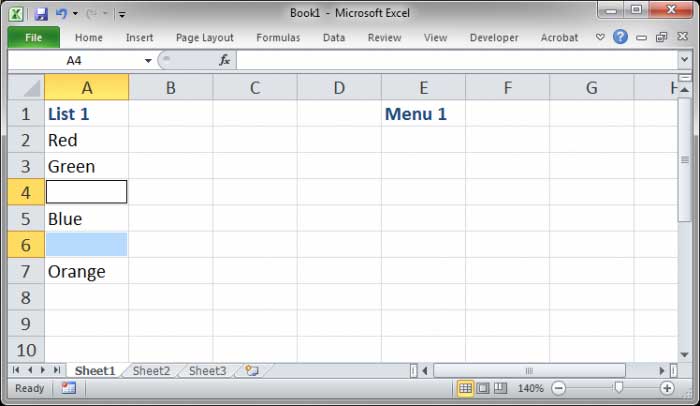 Book1 - Microsoft Excel
File Home Insert Page Layout Formulas Data Review View Developer Acrobat
A4 fx
A B C D E F G H
1 List 1 Menu 1
2 Red
3 Green
4
5 Blue
6
7 Orange
8
9
10
Sheet1 Sheet2 Sheet3
Ready 140%